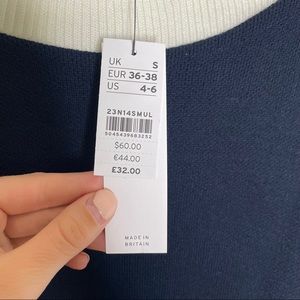 UK S
EUR 36-38
US 4-6
23N14SMUL
5045439683252
$60.00
€44.00
£32.00
MADE IN
BRITAIN